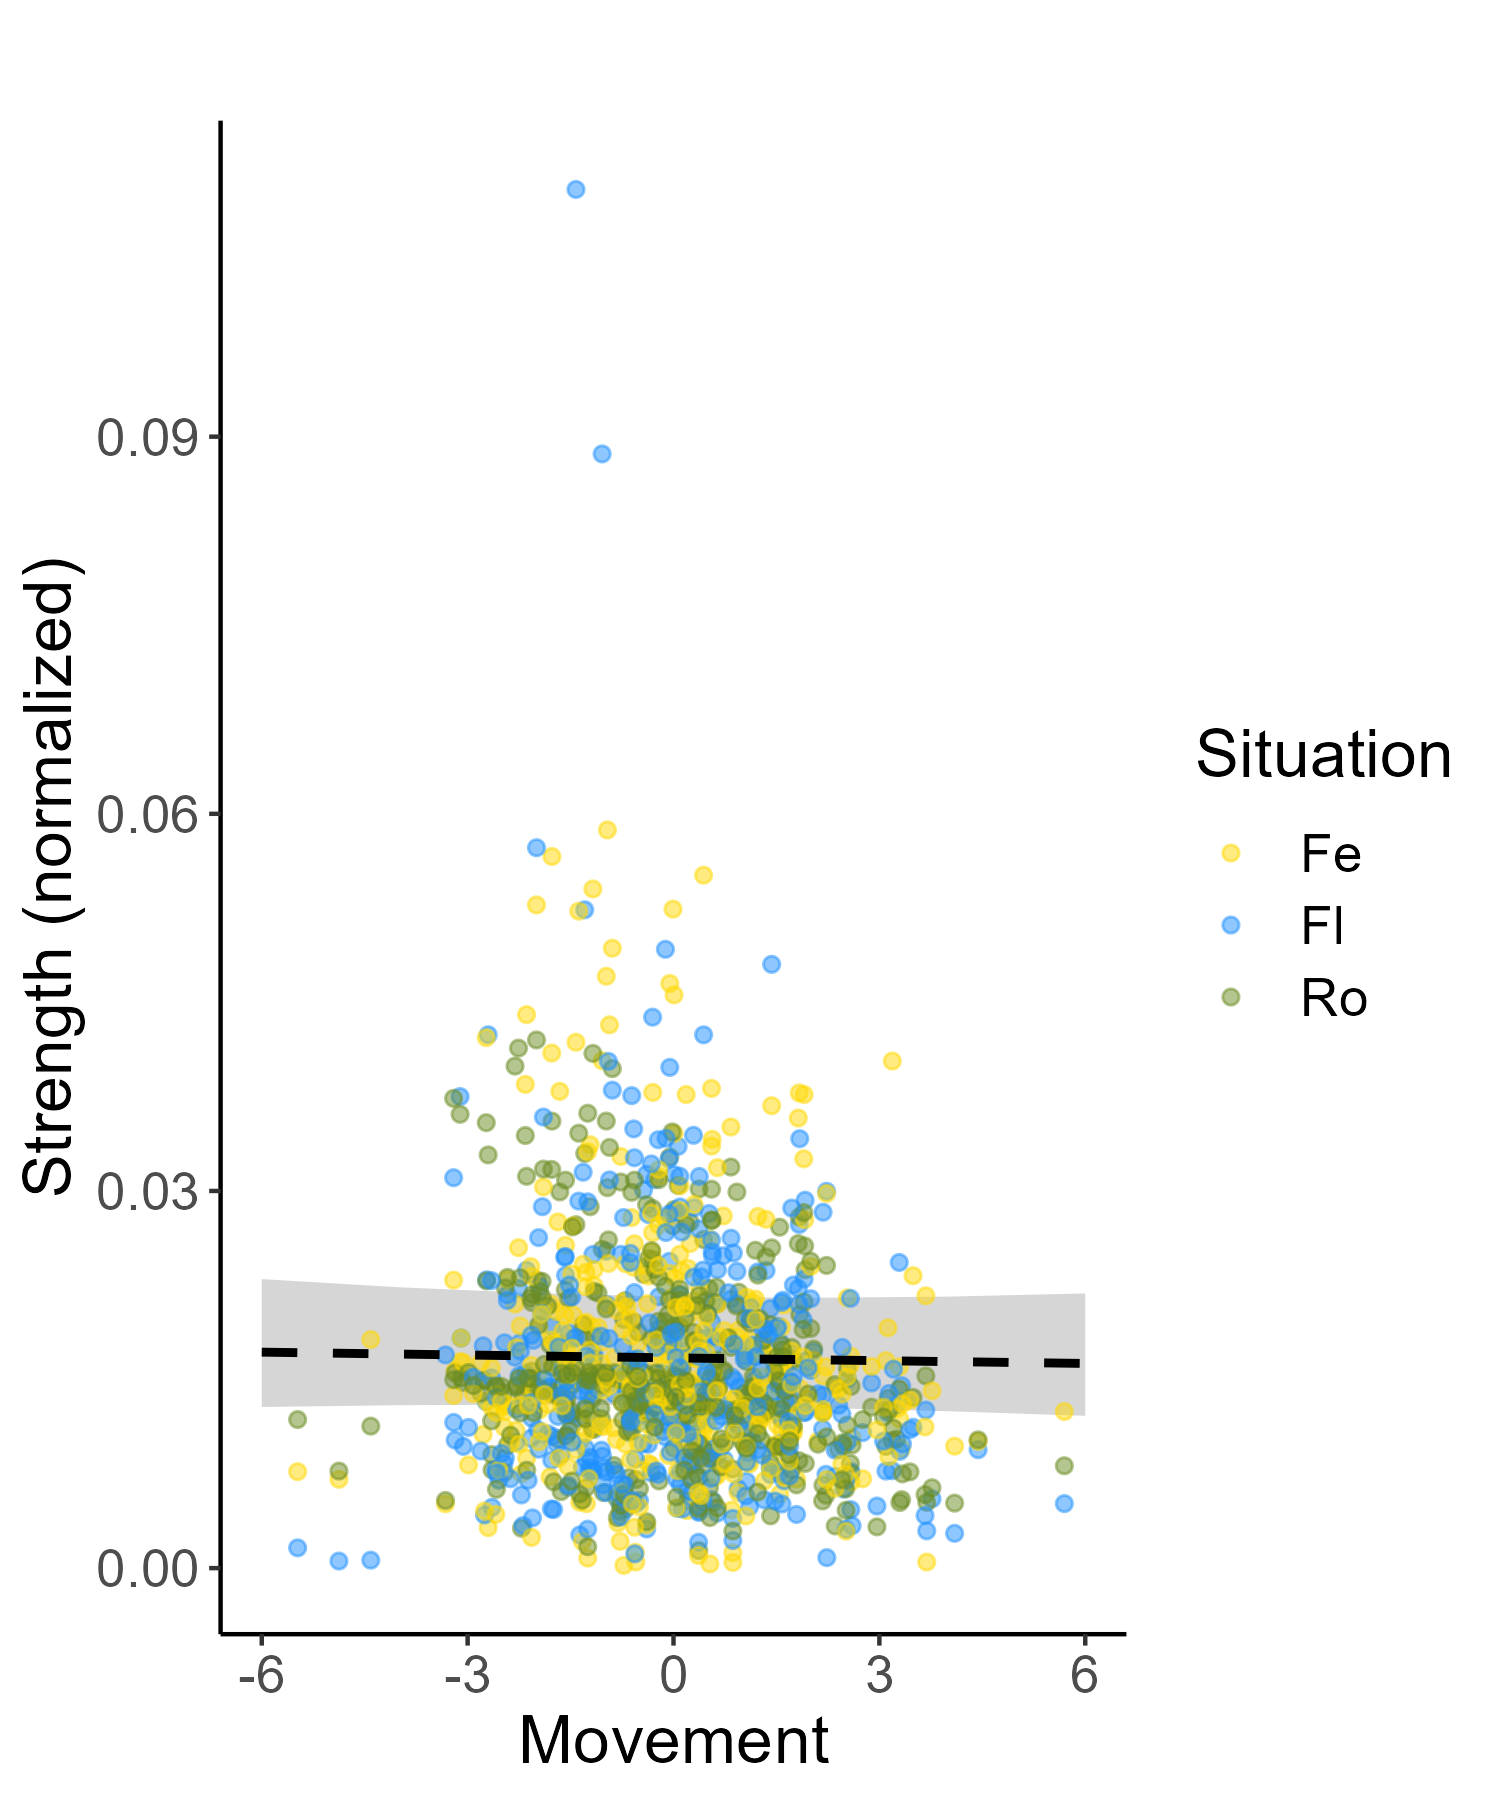 0.09
0.06
0.03
0.00
Strength (normalized)
-6
-3
0
3
6
Movement
Situation
Fe
Fl
Ro